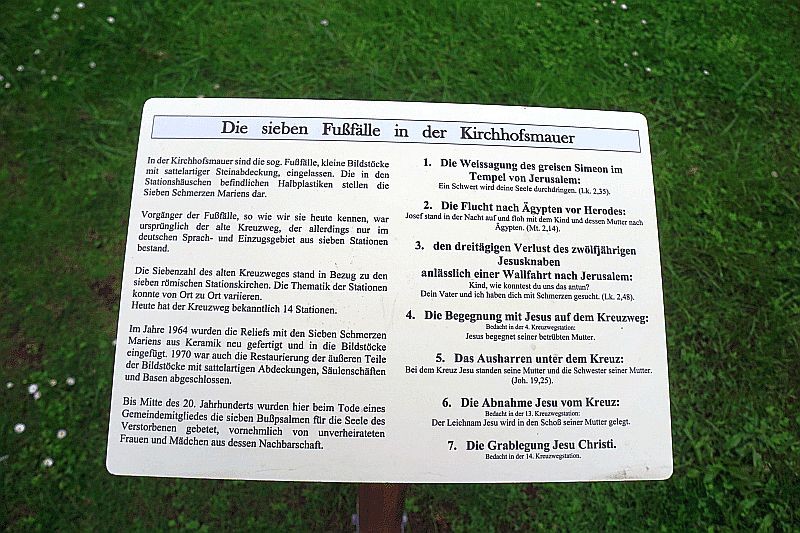 Die sieben Fußfälle in der Kirchhofsmauer
In der Kirchhofsmauer sind die sog. Fußfälle, kleine Bildstöcke
mit sattelartiger Steinabdeckung, eingelassen. Die in den
Stationshäuschen befindlichen Halbplastiken stellen die
Sieben Schmerzen Mariens dar.
Vorgänger der Fußfälle, so wie wir sie heute kennen, war
ursprünglich der alte Kreuzweg, der allerdings nur im
deutschen Sprach- und Einzugsgebiet aus sieben Stationen
bestand.
Die Siebenzahl des alten Kreuzweges stand in Bezug zu den
sieben römischen Stationskirchen. Die Thematik der Stationen
konnte von Ort zu Ort variieren.
Heute hat der Kreuzweg bekanntlich 14 Stationen.
Im Jahre 1964 wurden die Reliefs mit den Sieben Schmerzen
Mariens aus Keramik neu gefertigt und in die Bildstöcke
eingefügt. 1970 war auch die Restaurierung der äußeren Teile
der Bildstöcke mit sattelartigen Abdeckungen, Säulenschäften
und Basen abgeschlossen.
Bis Mitte des 20. Jahrhunderts wurden hier beim Tode eines
Gemeindemitgliedes die sieben Bußpsalmen für die Seele des
Verstorbenen gebetet, vornehmlich von unverheirateten
Frauen und Mädchen aus dessen Nachbarschaft.
1. Die Weissagung des greisen Simeon im
Tempel von Jerusalem:
Ein Schwert wird deine Seele durchdringen. (Lk. 2,35).
2. Die Flucht nach Ägypten vor Herodes:
Josef stand in der Nacht auf und floh mit dem Kind und dessen Mutter nach
Ägypten. (Mt. 2,14).
3. den dreitägigen Verlust des zwölfjährigen
Jesusknaben
anlässlich einer Wallfahrt nach Jerusalem:
Kind, wie konntest du uns das antun?
Dein Vater und ich haben dich mit Schmerzen gesucht. (Lk. 2,48).
4. Die Begegnung mit Jesus auf dem Kreuzweg:
Bedacht in der 4. Kreuzwegstation:
Jesus begegnet seiner betrübten Mutter.
5. Das Ausharren unter dem Kreuz:
Bei dem Kreuz Jesu standen seine Mutter und die Schwester seiner Mutter.
(Joh. 19,25).
6. Die Abnahme Jesu vom Kreuz:
Bedacht in der 13. Kreuzwegstation:
Der Leichnam Jesu wird in den Schoß seiner Mutter gelegt.
7. Die Grablegung Jesu Christi.
Bedacht in der 14. Kreuzwegstation.